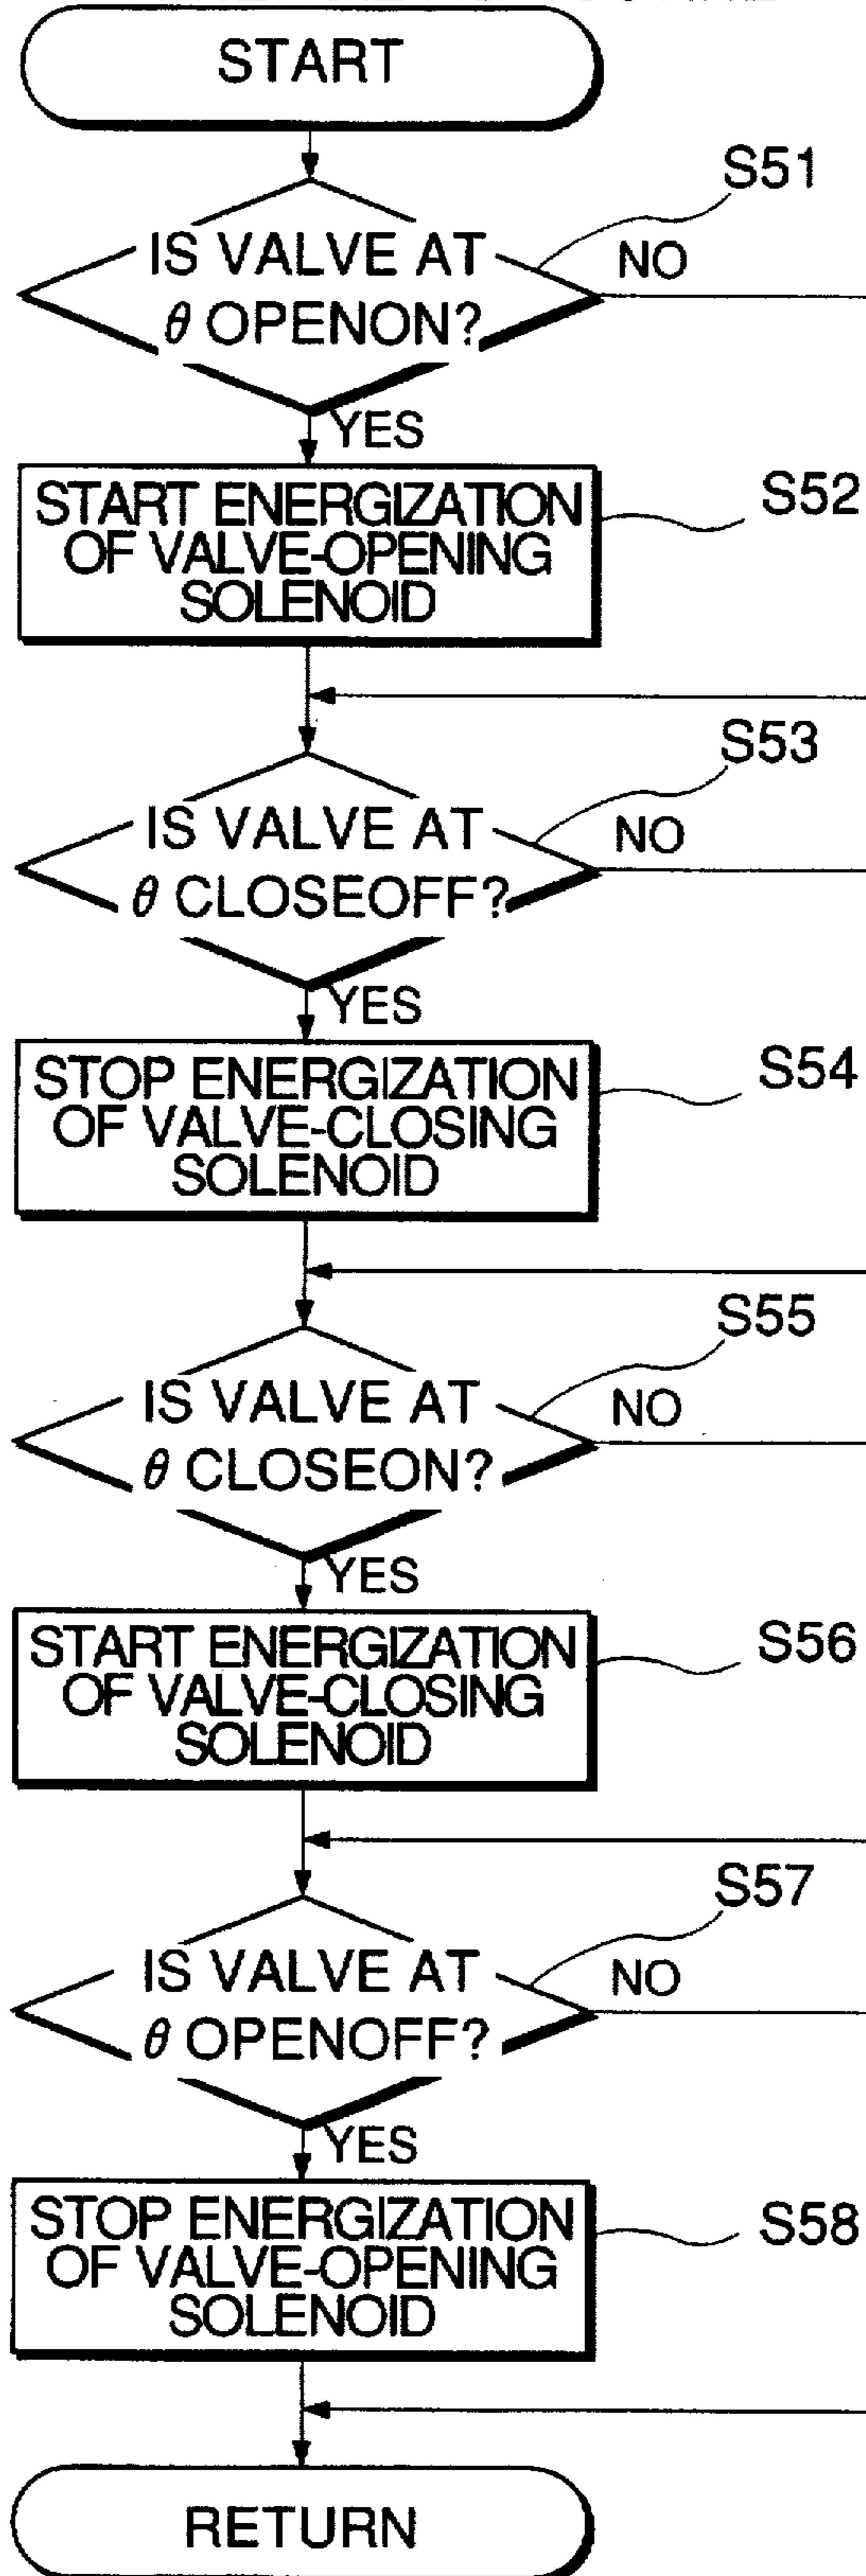 START
S51
IS VALVE AT
NO
θ OPENON?
YES
START ENERGIZATION
S52
OF VALVE-OPENING
SOLENOID
S53
IS VALVE AT
NO
θ CLOSEOFF?
YES
STOP ENERGIZATION
S54
OF VALVE-CLOSING
SOLENOID
S55
IS VALVE AT
NO
θ CLOSEON?
YES
START ENERGIZATION
S56
OF VALVE-CLOSING
SOLENOID
S57
IS VALVE AT
NO
θ OPENOFF?
YES
STOP ENERGIZATION
S58
OF VALVE-OPENING
SOLENOID
RETURN